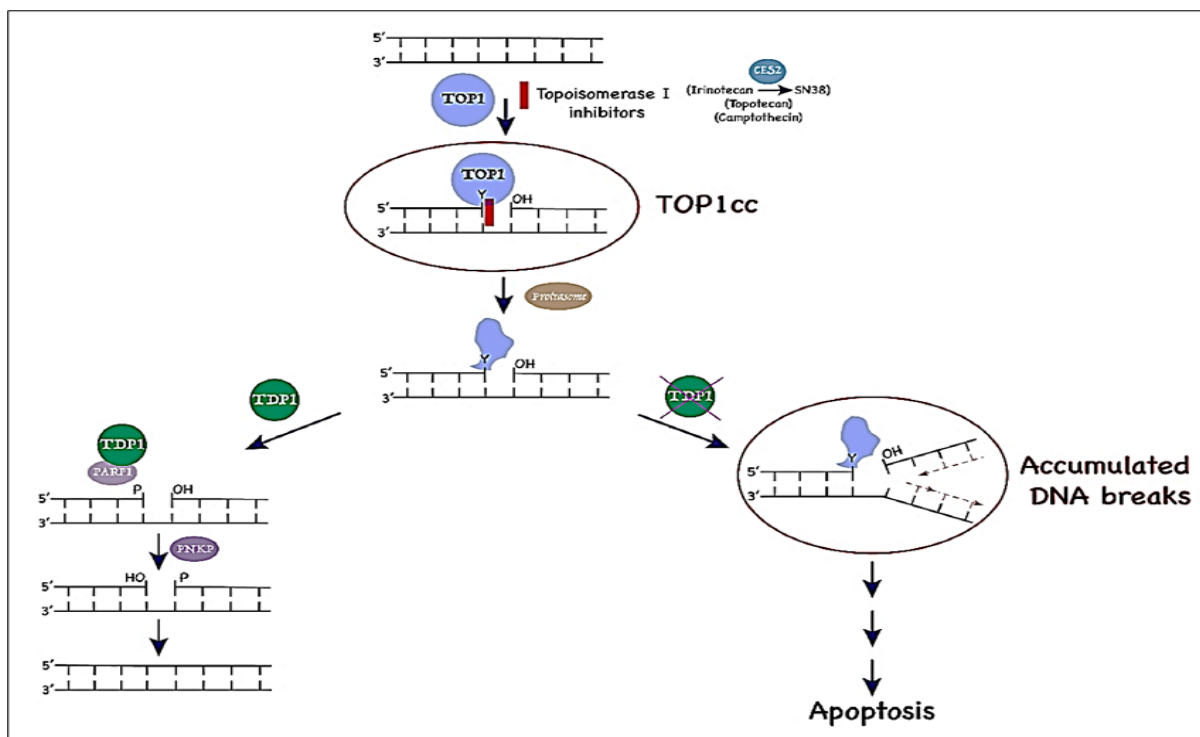 5'
3'
TOP1
Topoisomerase I
inhibitors
CES2
(Irinotecan → SN38)
(Topotecan)
(Camptothecin)
TOP1
Y
OH
5'
3'
TOP1cc
Proteasome
Y
OH
5'
3'
TDP1
TDP1
TDP1
PARP1
P
OH
5'
3'
PNKP
HO
P
5'
3'
5'
3'
Y
OH
5'
3'
Accumulated
DNA breaks
Apoptosis